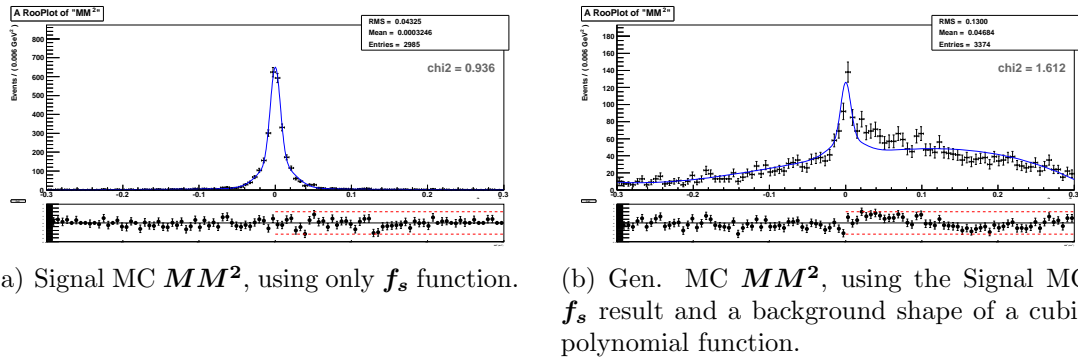 A RooPlot of "MM²"
RMS = 0.04325
Mean = 0.0003246
Entries = 2985
chi2 = 0.936
Events / ( 0.006 GeV² )
800
700
600
500
400
300
200
100
0
-0.3 -0.2 -0.1 0 0.1 0.2 0.3
a) Signal MC MM², using only fs function.
A RooPlot of "MM²"
RMS = 0.1300
Mean = 0.04684
Entries = 3374
chi2 = 1.612
Events / ( 0.006 GeV² )
180
160
140
120
100
80
60
40
20
0
-0.3 -0.2 -0.1 0 0.1 0.2 0.3
(b) Gen. MC MM², using the Signal MC
fs result and a background shape of a cubi
polynomial function.